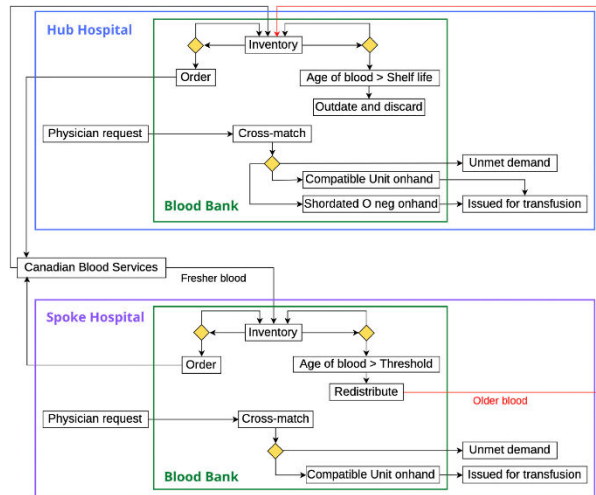 Hub Hospital
Inventory
Order
Age of blood > Shelf life
Outdate and discard
Physician request
Cross-match
Unmet demand
Compatible Unit onhand
Blood Bank
Shordated O neg onhand
Issued for transfusion
Canadian Blood Services
Fresher blood
Spoke Hospital
Inventory
Order
Age of blood > Threshold
Redistribute
Older blood
Physician request
Cross-match
Unmet demand
Blood Bank
Compatible Unit onhand
Issued for transfusion